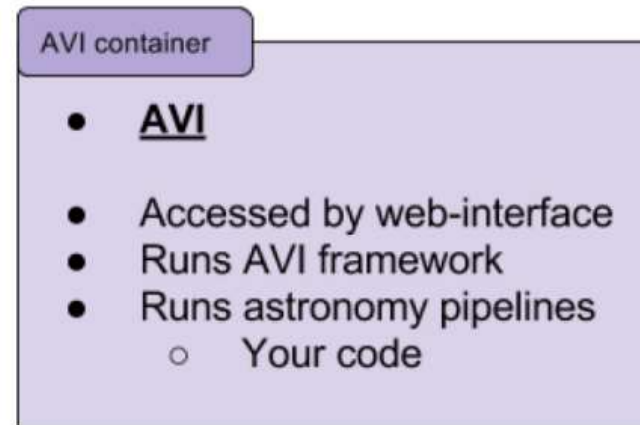 AVI container
● AVI
● Accessed by web-interface
● Runs AVI framework
● Runs astronomy pipelines
○ Your code